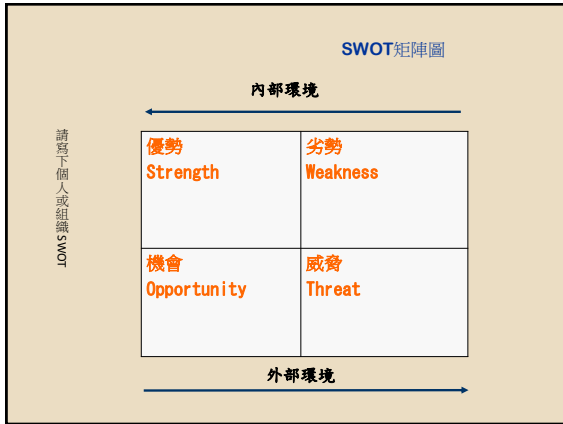 SWOT矩陣圖
內部環境
請寫下個人或組織SWOT
優勢
Strength
劣勢
Weakness
機會
Opportunity
威脅
Threat
外部環境